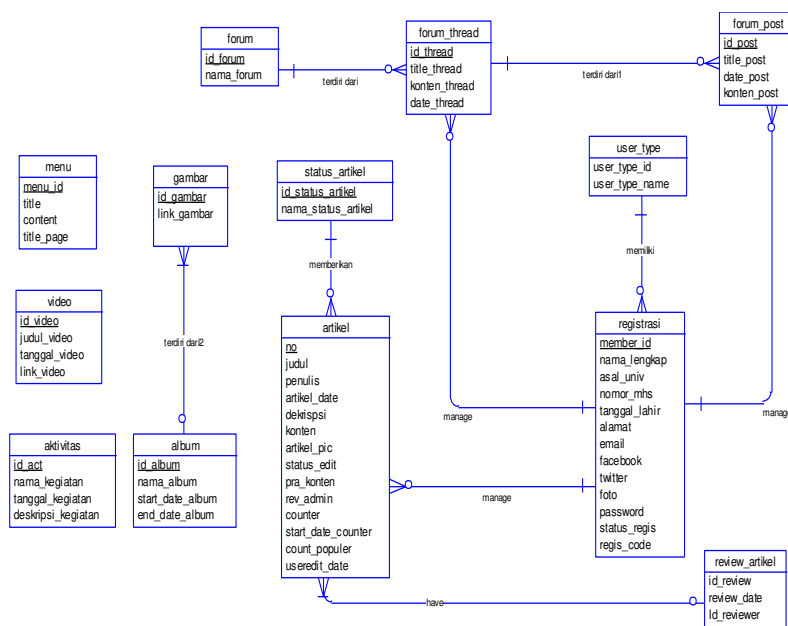 forum
id_forum
nama_forum
terdiri dari
forum_thread
id_thread
title_thread
konten_thread
date_thread
terdiri dari1
forum_post
id_post
title_post
date_post
konten_post
menu
menu_id
title
content
title_page
gambar
id_gambar
link_gambar
status_artikel
id_status_artikel
nama_status_artikel
user_type
user_type_id
user_type_name
memberikan
memiliki
video
id_video
judul_video
tanggal_video
link_video
terdiri dari2
artikel
no
judul
penulis
artikel_date
dekrispsi
konten
artikel_pic
status_edit
pra_konten
rev_admin
counter
start_date_counter
count_populer
useredit_date
manage
registrasi
member_id
nama_lengkap
asal_univ
nomor_mhs
tanggal_lahir
alamat
email
facebook
twitter
foto
password
status_regis
regis_code
manage
aktivitas
id_act
nama_kegiatan
tanggal_kegiatan
deskripsi_kegiatan
album
id_album
nama_album
start_date_album
end_date_album
manage
have
review_artikel
id_review
review_date
Id_reviewer